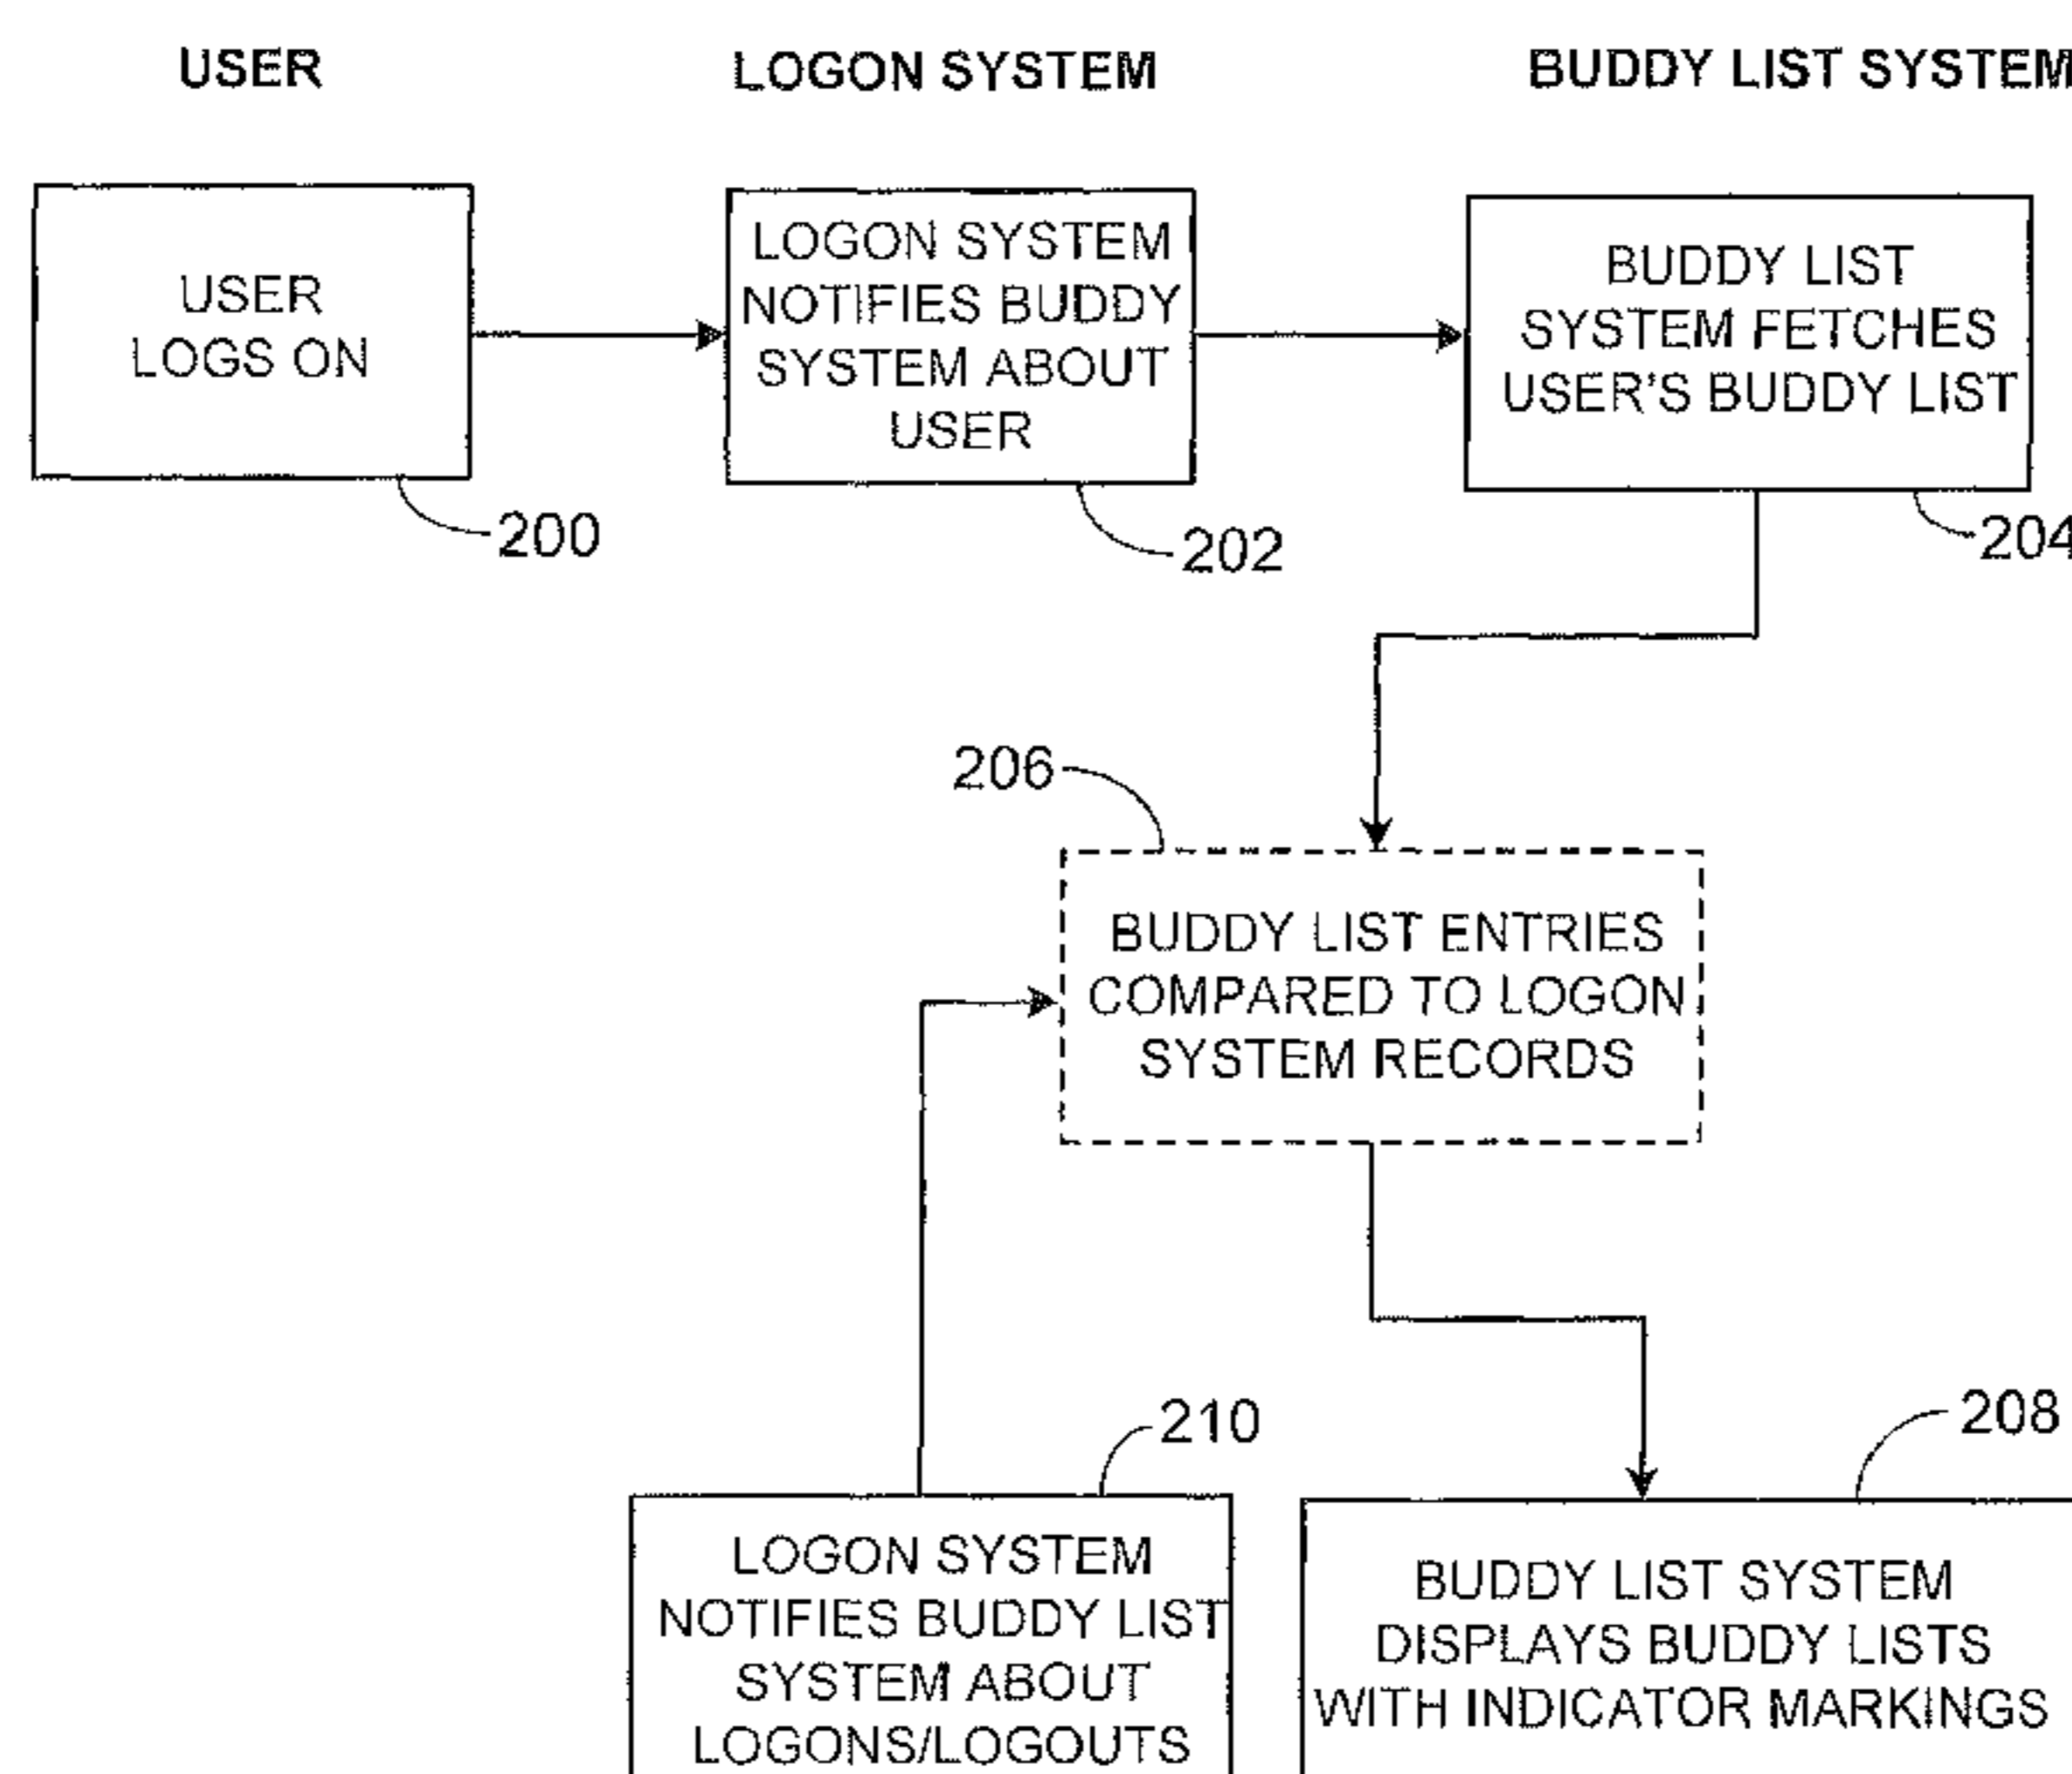 USER
LOGON SYSTEM
BUDDY LIST SYSTEM
USER
LOGS ON
200
LOGON SYSTEM
NOTIFIES BUDDY
SYSTEM ABOUT
USER
202
BUDDY LIST
SYSTEM FETCHES
USER'S BUDDY LIST
204
206
BUDDY LIST ENTRIES
COMPARED TO LOGON
SYSTEM RECORDS
210
LOGON SYSTEM
NOTIFIES BUDDY LIST
SYSTEM ABOUT
LOGONS/LOGOUTS
208
BUDDY LIST SYSTEM
DISPLAYS BUDDY LISTS
WITH INDICATOR MARKINGS